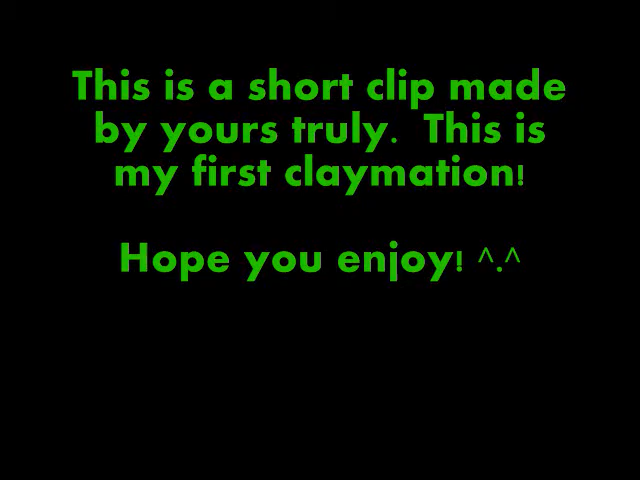 This is a short clip made
by yours truly.  This is
my first claymation!
Hope you enjoy! ^.^